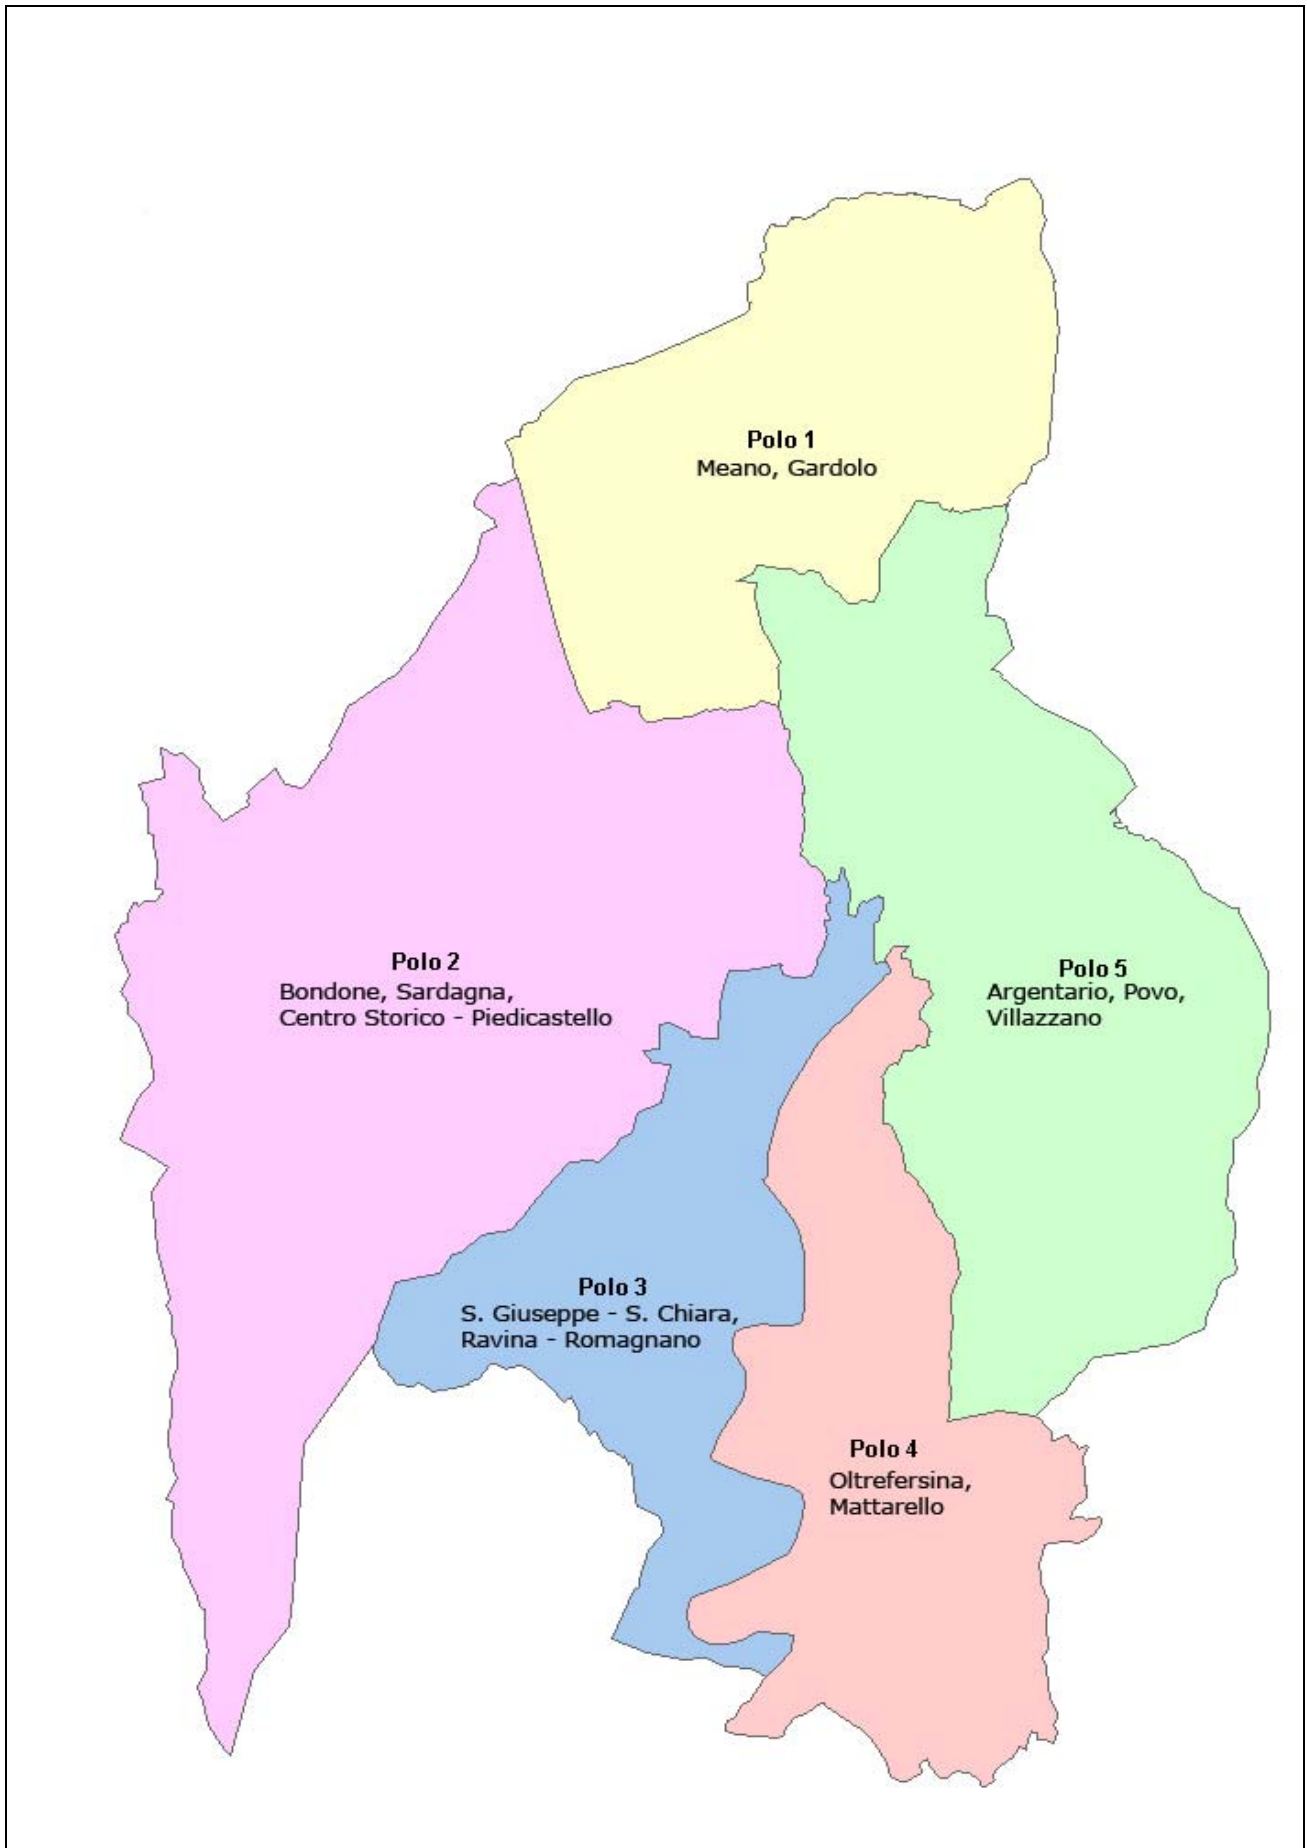 Polo 1
Meano, Gardolo
Polo 2
Bondone, Sardagna,
Centro Storico - Piedicastello
Polo 5
Argentario, Povo,
Villazzano
Polo 3
S. Giuseppe - S. Chiara,
Ravina - Romagnano
Polo 4
Oltrefersina,
Mattarello